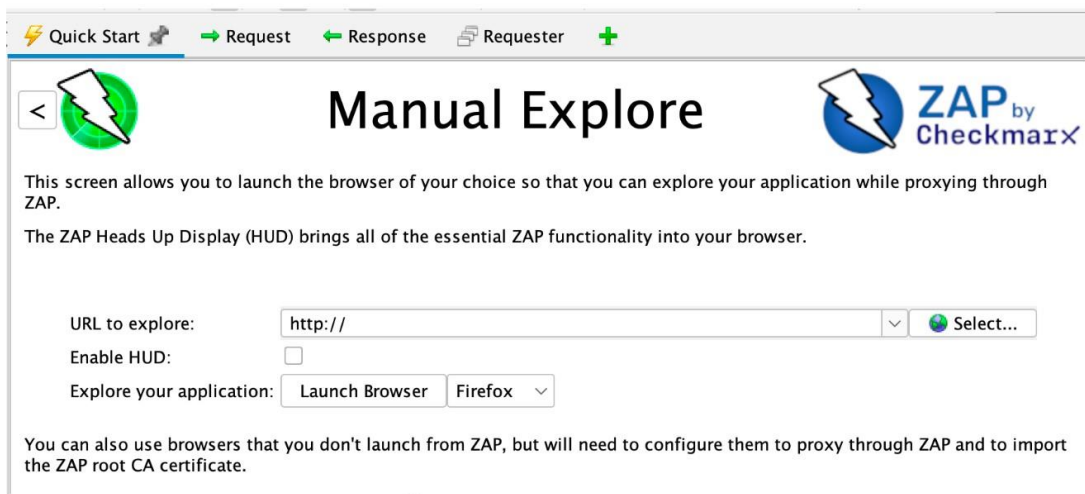 Quick Start Request Response Requester
<
Manual Explore
ZAP by
Checkmarx
This screen allows you to launch the browser of your choice so that you can explore your application while proxying through
ZAP.
The ZAP Heads Up Display (HUD) brings all of the essential ZAP functionality into your browser.
URL to explore: http:// Select...
Enable HUD:
Explore your application: Launch Browser Firefox
You can also use browsers that you don't launch from ZAP, but will need to configure them to proxy through ZAP and to import
the ZAP root CA certificate.